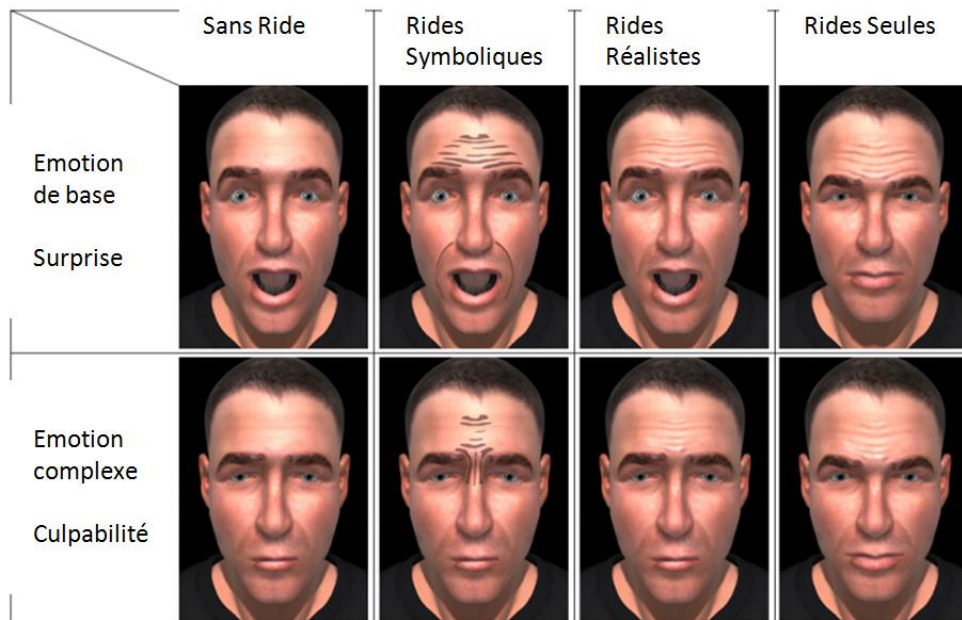 Sans Ride
Rides
Symboliques
Rides
Réalistes
Rides Seules
Emotion
de base
Surprise
Emotion
complexe
Culpabilité